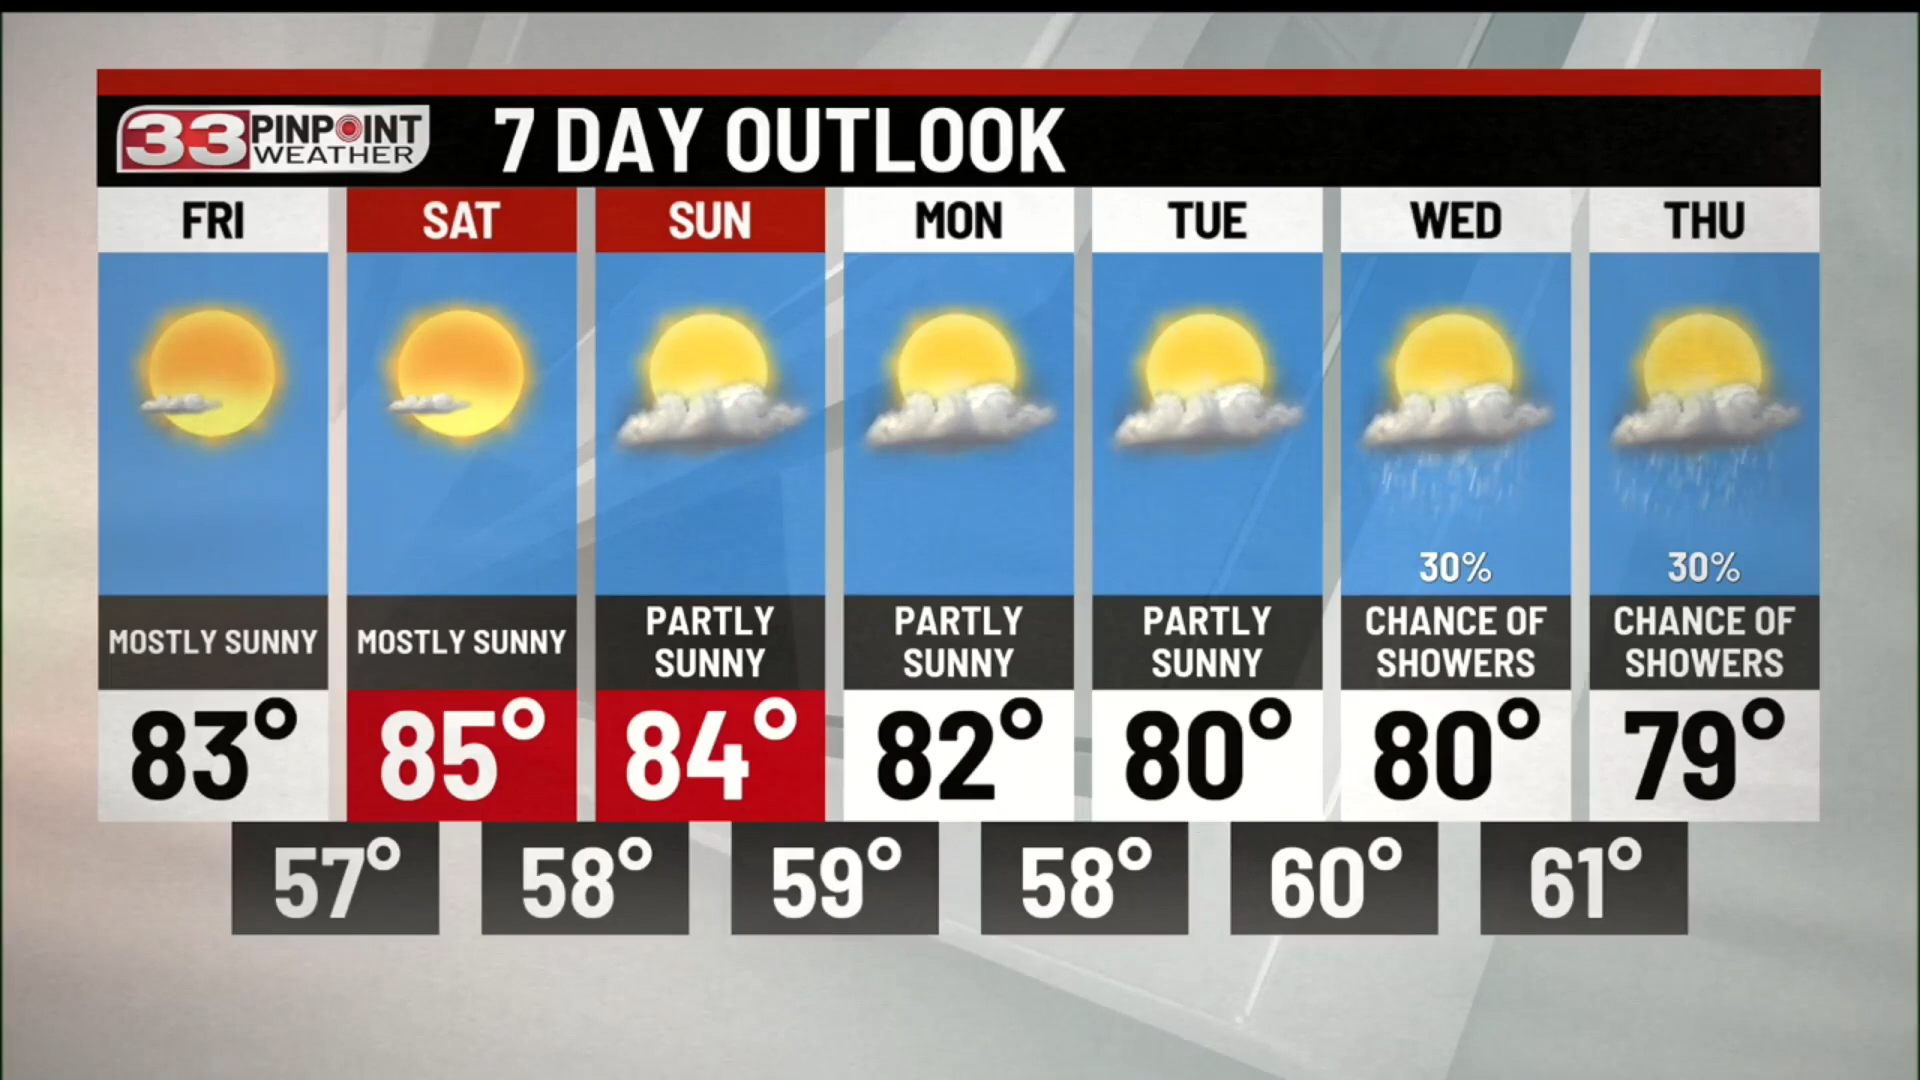 33 PINPOINT WEATHER
7 DAY OUTLOOK
FRI SAT SUN MON TUE WED THU
30% 30%
MOSTLY SUNNY
MOSTLY SUNNY
PARTLY
SUNNY
PARTLY
SUNNY
PARTLY
SUNNY
CHANCE OF
SHOWERS
CHANCE OF
SHOWERS
83° 85° 84° 82° 80° 80° 79°
57° 58° 59° 58° 60° 61°